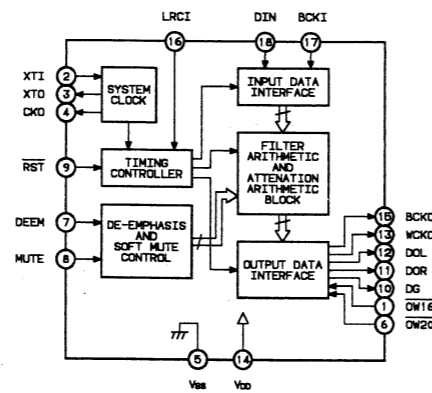 LRCI DIN BCKI
16 18 17
XTI 2
XTO 3
CKO 4
SYSTEM
CLOCK
INPUT DATA
INTERFACE
RST 9
TIMING
CONTROLLER
FILTER
ARITHMETIC
AND
ATTENATION
ARITHMETIC
BLOCK
DEEM 7
MUTE 8
DE-EMPHASIS
AND
SOFT MUTE
CONTROL
OUTPUT DATA
INTERFACE
15 BCKO
13 WCKO
12 DOL
11 DOR
10 DG
1 OW16
6 OW20
5 14
VSS VDD